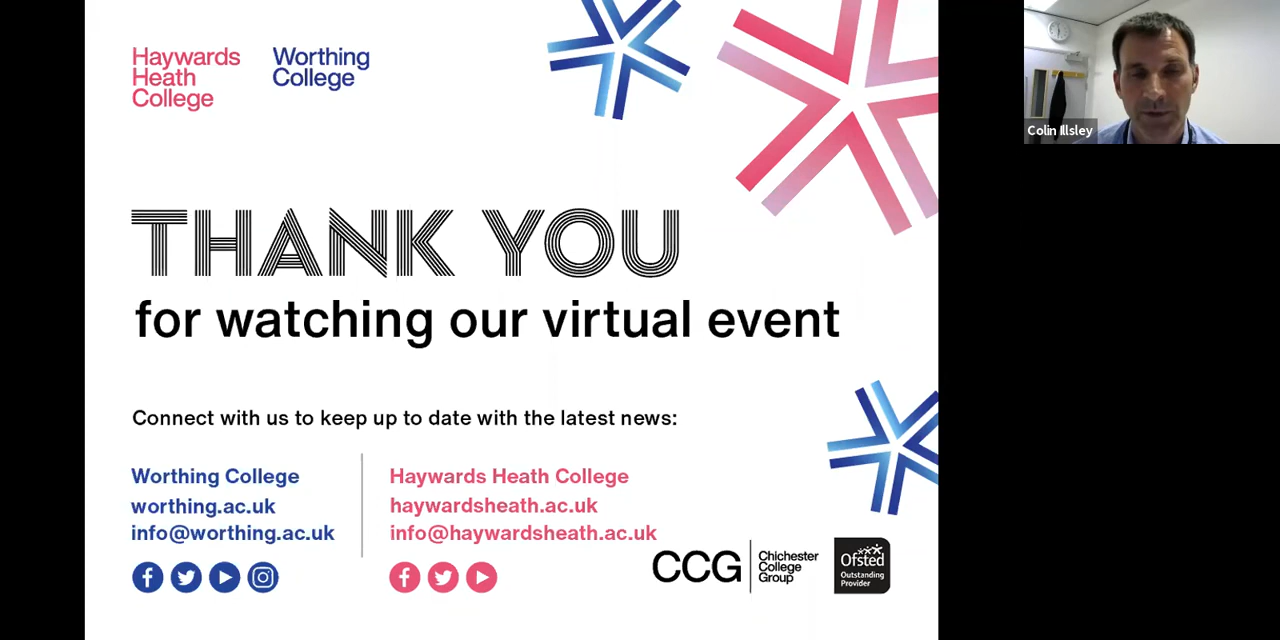 Haywards
Heath
College
Worthing
College
Colin Illsley
THANK YOU
for watching our virtual event
Connect with us to keep up to date with the latest news:
Worthing College
worthing.ac.uk
info@worthing.ac.uk
Haywards Heath College
haywardsheath.ac.uk
info@haywardsheath.ac.uk
CCG
Chichester
College
Group
Ofsted
Outstanding
Provider